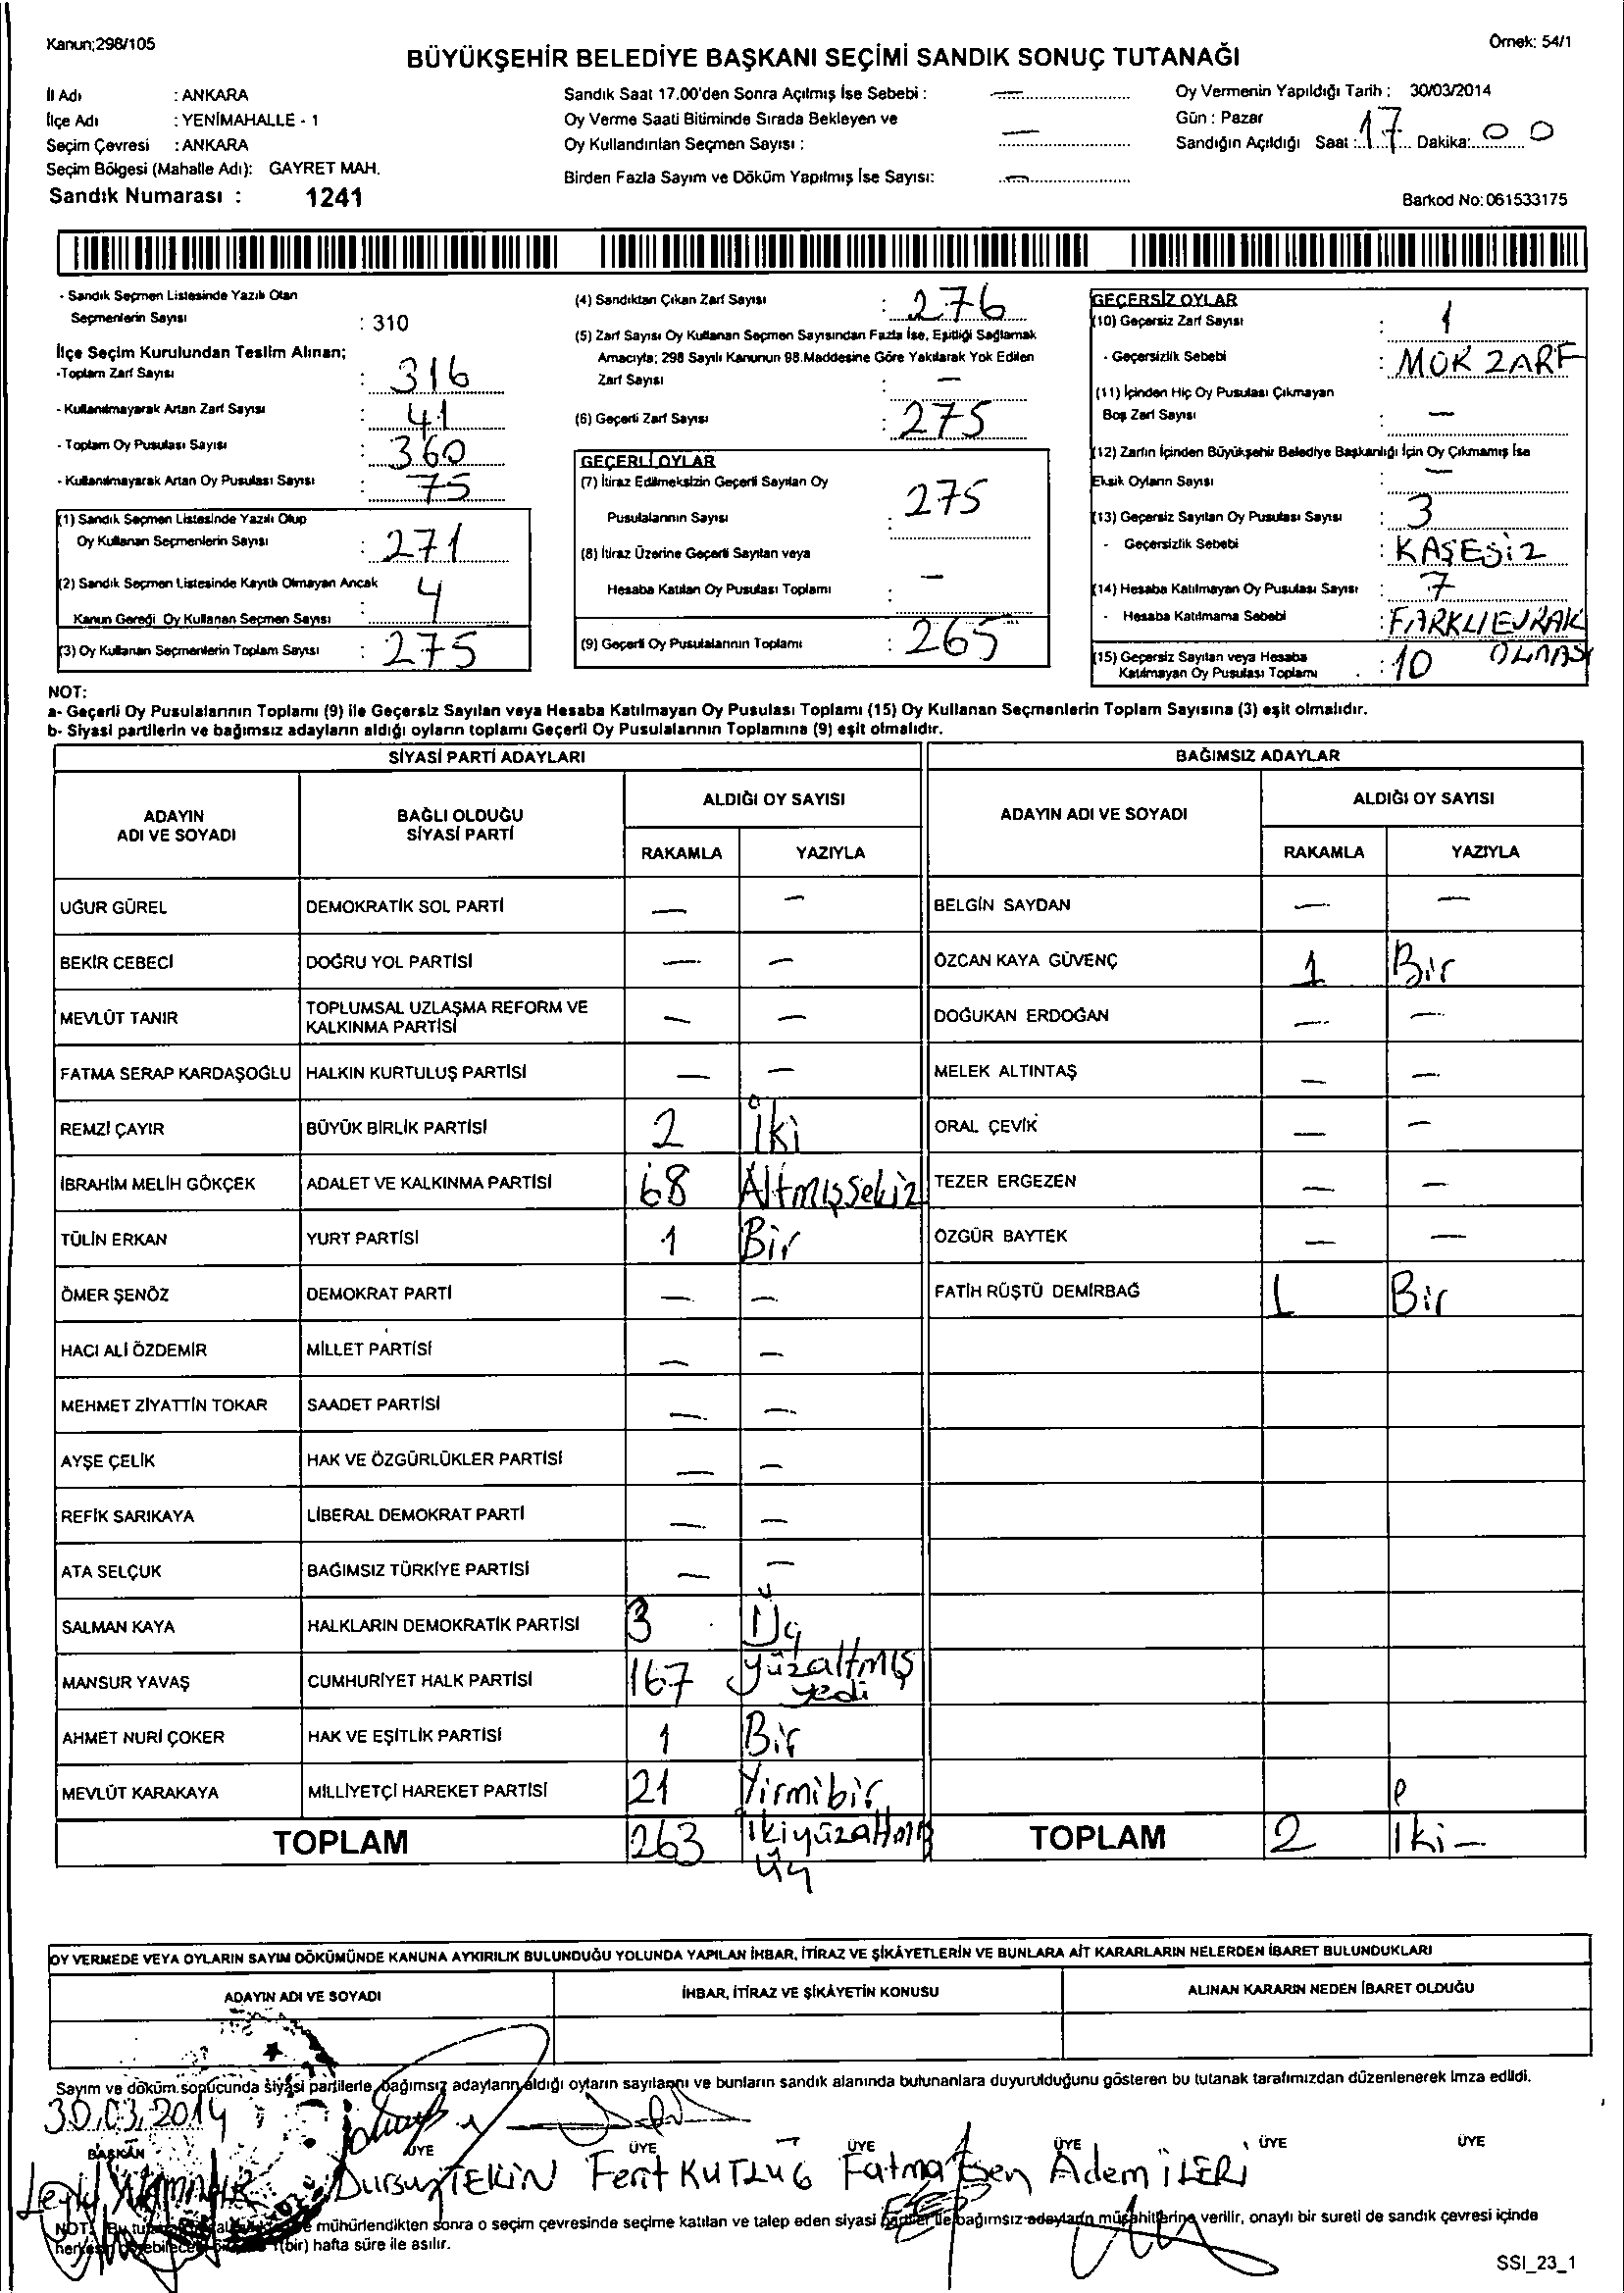 Kanun;298/105
Örnek: 54/1
BÜYÜKŞEHİR BELEDİYE BAŞKANI SEÇİMİ SANDIK SONUÇ TUTANAĞI
İl Adı : ANKARA
İlçe Adı : YENİMAHALLE - 1
Seçim Çevresi : ANKARA
Seçim Bölgesi (Mahalle Adı): GAYRET MAH.
Sandık Numarası : 1241
Sandık Saat 17.00'den Sonra Açılmış İse Sebebi : —
Oy Verme Saati Bitiminde Sırada Bekleyen ve
Oy Kullandırılan Seçmen Sayısı : —
Birden Fazla Sayım ve Döküm Yapılmış İse Sayısı: —
Oy Vermenin Yapıldığı Tarih : 30/03/2014
Gün : Pazar
Sandığın Açıldığı Saat : 17 Dakika: 00
Barkod No:061533175
- Sandık Seçmen Listesinde Yazılı Olan
Seçmenlerin Sayısı : 310
İlçe Seçim Kurulundan Teslim Alınan;
-Toplam Zarf Sayısı : 316
- Kullanılmayarak Artan Zarf Sayısı : 41
- Toplam Oy Pusulası Sayısı : 360
- Kullanılmayarak Artan Oy Pusulası Sayısı : 75
(1) Sandık Seçmen Listesinde Yazılı Olup
Oy Kullanan Seçmenlerin Sayısı : 271
(2) Sandık Seçmen Listesinde Kayıtlı Olmayan Ancak
Kanun Gereği Oy Kullanan Seçmen Sayısı : 4
(3) Oy Kullanan Seçmenlerin Toplam Sayısı : 275
(4) Sandıktan Çıkan Zarf Sayısı : 276
(5) Zarf Sayısı Oy Kullanan Seçmen Sayısından Fazla İse, Eşitliği Sağlamak
Amacıyla; 298 Sayılı Kanunun 98.Maddesine Göre Yakılarak Yok Edilen
Zarf Sayısı : —
(6) Geçerli Zarf Sayısı : 275
GEÇERLİ OYLAR
(7) İtiraz Edilmeksizin Geçerli Sayılan Oy
Pusulalarının Sayısı : 275
(8) İtiraz Üzerine Geçerli Sayılan veya
Hesaba Katılan Oy Pusulası Toplamı : —
(9) Geçerli Oy Pusulalarının Toplamı : 265
GEÇERSİZ OYLAR
(10) Geçersiz Zarf Sayısı : 1
- Geçersizlik Sebebi : MÜK ZARF
(11) İçinden Hiç Oy Pusulası Çıkmayan
Boş Zarf Sayısı : —
(12) Zarfın İçinden Büyükşehir Belediye Başkanlığı İçin Oy Çıkmamış İse
Eksik Oyların Sayısı —
(13) Geçersiz Sayılan Oy Pusulası Sayısı : 3
- Geçersizlik Sebebi : KAŞESİZ
(14) Hesaba Katılmayan Oy Pusulası Sayısı : 7
- Hesaba Katılmama Sebebi : FARKLI EVRAK
OLMASI
(15) Geçersiz Sayılan veya Hesaba
Katılmayan Oy Pusulası Toplamı : 10
NOT:
a- Geçerli Oy Pusulalarının Toplamı (9) ile Geçersiz Sayılan veya Hesaba Katılmayan Oy Pusulası Toplamı (15) Oy Kullanan Seçmenlerin Toplam Sayısına (3) eşit olmalıdır.
b- Siyasi partilerin ve bağımsız adayların aldığı oyların toplamı Geçerli Oy Pusulalarının Toplamına (9) eşit olmalıdır.
SİYASİ PARTİ ADAYLARI BAĞIMSIZ ADAYLAR
ADAYIN ADI VE SOYADI BAĞLI OLDUĞU SİYASİ PARTİ ALDIĞI OY SAYISI ADAYIN ADI VE SOYADI ALDIĞI OY SAYISI
RAKAMLA YAZIYLA RAKAMLA YAZIYLA
UĞUR GÜREL DEMOKRATİK SOL PARTİ — — BELGİN SAYDAN — —
BEKİR CEBECİ DOĞRU YOL PARTİSİ — — ÖZCAN KAYA GÜVENÇ 1 Bir
MEVLÜT TANIR TOPLUMSAL UZLAŞMA REFORM VE KALKINMA PARTİSİ — — DOĞUKAN ERDOĞAN — —
FATMA SERAP KARDAŞOĞLU HALKIN KURTULUŞ PARTİSİ — — MELEK ALTINTAŞ — —
REMZİ ÇAYIR BÜYÜK BİRLİK PARTİSİ 2 İki ORAL ÇEVİK — —
İBRAHİM MELİH GÖKÇEK ADALET VE KALKINMA PARTİSİ 68 Altmışsekiz TEZER ERGEZEN — —
TÜLİN ERKAN YURT PARTİSİ 1 Bir ÖZGÜR BAYTEK — —
ÖMER ŞENÖZ DEMOKRAT PARTİ — — FATİH RÜŞTÜ DEMİRBAĞ 1 Bir
HACI ALİ ÖZDEMİR MİLLET PARTİSİ — —
MEHMET ZİYATTİN TOKAR SAADET PARTİSİ — —
AYŞE ÇELİK HAK VE ÖZGÜRLÜKLER PARTİSİ — —
REFİK SARIKAYA LİBERAL DEMOKRAT PARTİ — —
ATA SELÇUK BAĞIMSIZ TÜRKİYE PARTİSİ — —
SALMAN KAYA HALKLARIN DEMOKRATİK PARTİSİ 3 Üç
MANSUR YAVAŞ CUMHURİYET HALK PARTİSİ 167 yüzaltmış yedi
AHMET NURİ ÇOKER HAK VE EŞİTLİK PARTİSİ 1 Bir
MEVLÜT KARAKAYA MİLLİYETÇİ HAREKET PARTİSİ 21 Yirmibir
TOPLAM 263 ikiyüzaltmış üç TOPLAM 2 İki —
OY VERMEDE VEYA OYLARIN SAYIM DÖKÜMÜNDE KANUNA AYKIRILIK BULUNDUĞU YOLUNDA YAPILAN İHBAR, İTİRAZ VE ŞİKÂYETLERİN VE BUNLARA AİT KARARLARIN NELERDEN İBARET BULUNDUKLARI
ADAYIN ADI VE SOYADI İHBAR, İTİRAZ VE ŞİKÂYETİN KONUSU ALINAN KARARIN NEDEN İBARET OLDUĞU
Sayım ve döküm sonucunda siyasi partilerle bağımsız adayların aldığı oyların sayılarını ve bunların sandık alanında bulunanlara duyurulduğunu gösteren bu tutanak tarafımızdan düzenlenerek imza edildi.
30.03.2014
BAŞKAN ÜYE ÜYE ÜYE ÜYE ÜYE ÜYE
Dursun TEKİN Ferit KUTLUĞ Fatma Esen Adem İLERİ
NOT: mühürlendikten sonra o seçim çevresinde seçime katılan ve talep eden siyasi partiler ile bağımsız adayların müşahitlerine verilir, onaylı bir sureti de sandık çevresi içinde
(bir) hafta süre ile asılır.
SSI_23_1